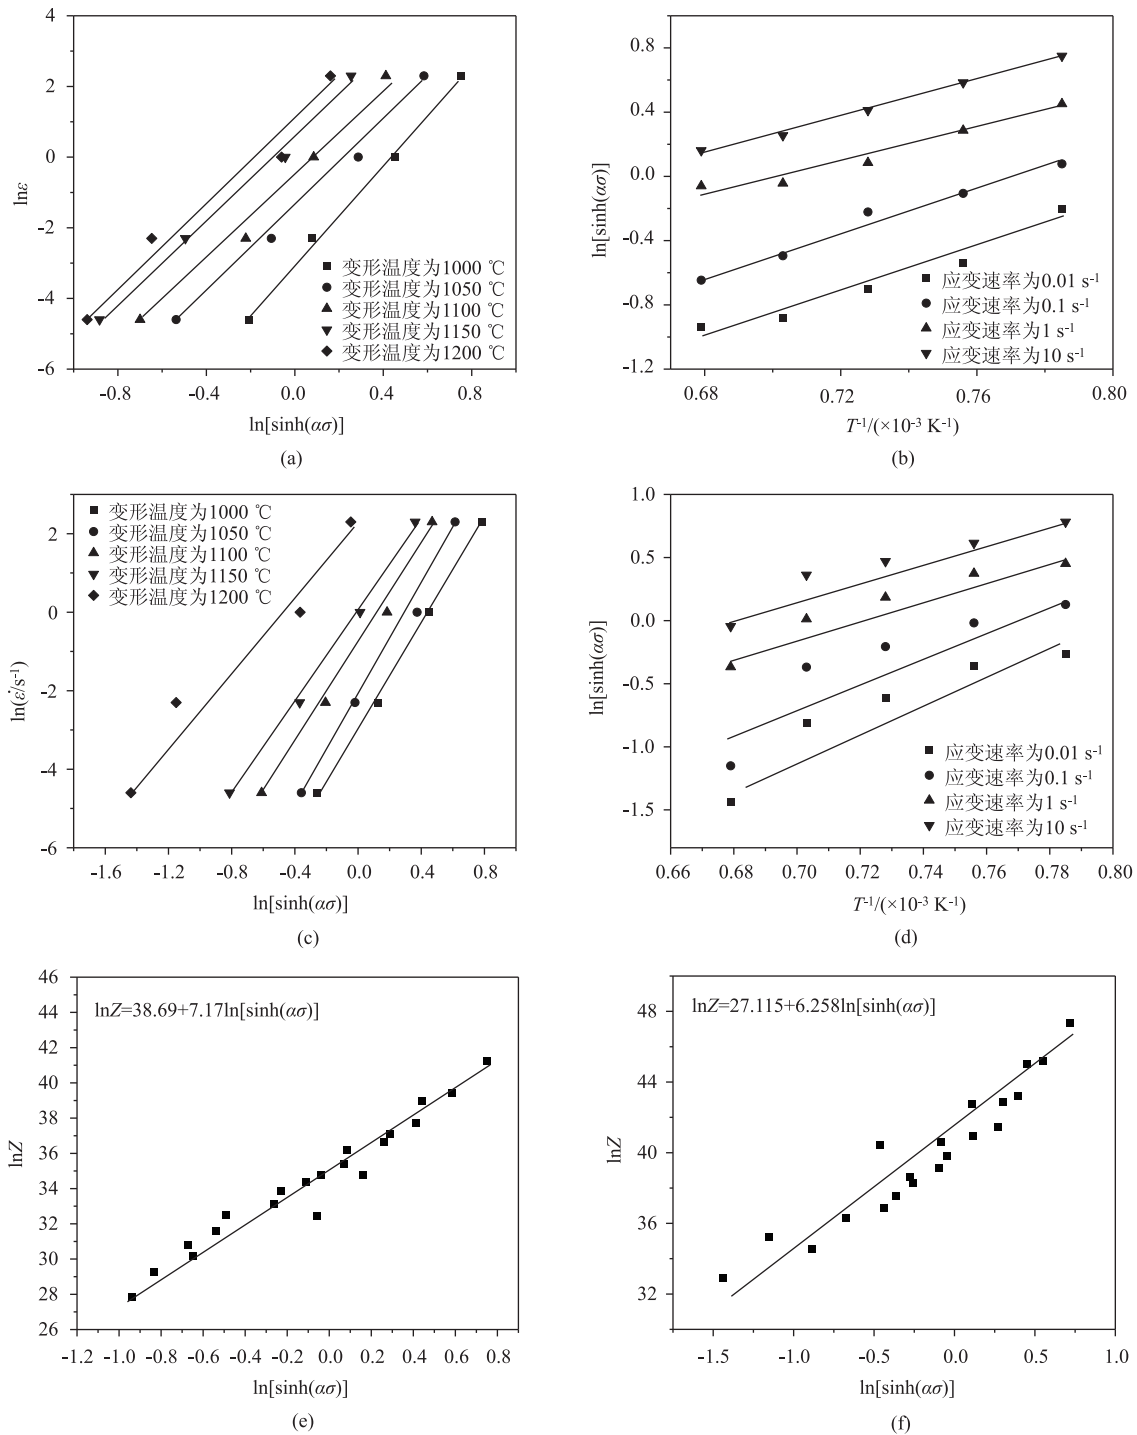 4
2
0
-2
-4
-6
lnε
变形温度为1000 ℃
变形温度为1050 ℃
变形温度为1100 ℃
变形温度为1150 ℃
变形温度为1200 ℃
-0.8 -0.4 0.0 0.4 0.8
ln[sinh(ασ)]
(a)
0.8
0.4
0.0
-0.4
-0.8
-1.2
ln[sinh(ασ)]
应变速率为0.01 s-1
应变速率为0.1 s-1
应变速率为1 s-1
应变速率为10 s-1
0.68 0.72 0.76 0.80
T-1/(×10-3 K-1)
(b)
变形温度为1000 ℃
变形温度为1050 ℃
变形温度为1100 ℃
变形温度为1150 ℃
变形温度为1200 ℃
2
0
-2
-4
-6
ln(ε̇/s-1)
-1.6 -1.2 -0.8 -0.4 0.0 0.4 0.8
ln[sinh(ασ)]
(c)
1.0
0.5
0.0
-0.5
-1.0
-1.5
ln[sinh(ασ)]
应变速率为0.01 s-1
应变速率为0.1 s-1
应变速率为1 s-1
应变速率为10 s-1
0.66 0.68 0.70 0.72 0.74 0.76 0.78 0.80
T-1/(×10-3 K-1)
(d)
lnZ=38.69+7.17ln[sinh(ασ)]
46
44
42
40
38
36
34
32
30
28
26
lnZ
-1.2 -1.0 -0.8 -0.6 -0.4 -0.2 0.0 0.2 0.4 0.6 0.8
ln[sinh(ασ)]
(e)
lnZ=27.115+6.258ln[sinh(ασ)]
48
44
40
36
32
lnZ
-1.5 -1.0 -0.5 0.0 0.5 1.0
ln[sinh(ασ)]
(f)